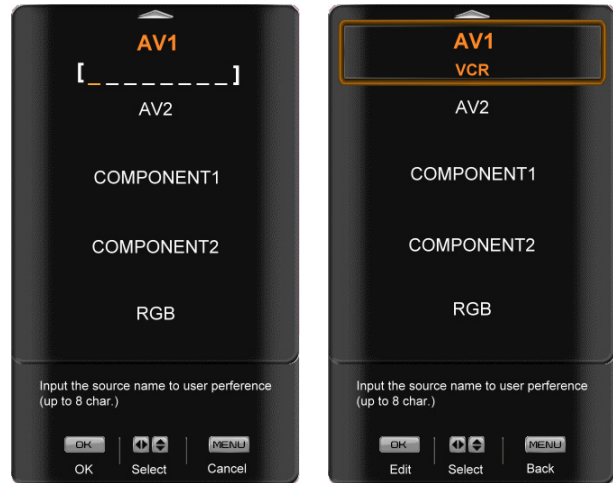 AV1
[_ _ _ _ _ _ _ _]
AV2
COMPONENT1
COMPONENT2
RGB
Input the source name to user perference
(up to 8 char.)
OK MENU
OK Select Cancel
AV1
VCR
AV2
COMPONENT1
COMPONENT2
RGB
Input the source name to user perference
(up to 8 char.)
OK MENU
Edit Select Back